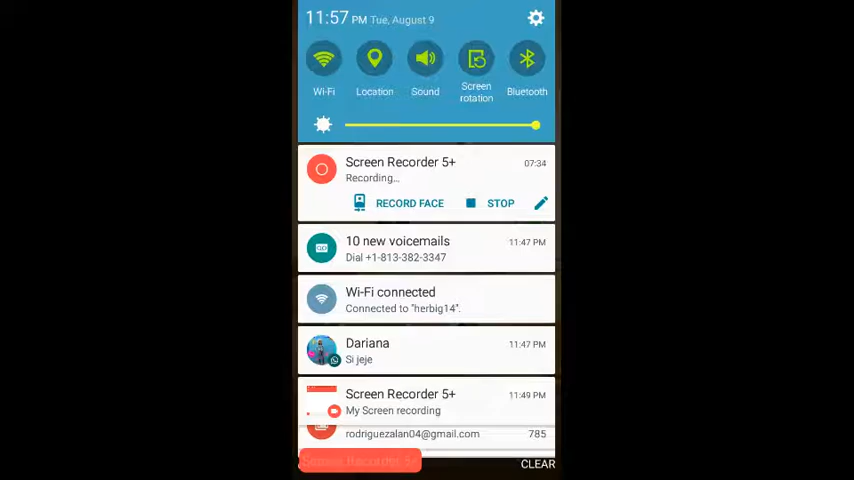 11:57 PM Tue, August 9
Wi-Fi Location Sound Screen rotation Bluetooth
Screen Recorder 5+ 07:34
Recording...
RECORD FACE STOP
10 new voicemails 11:47 PM
Dial +1-813-382-3347
Wi-Fi connected
Connected to "herbig14".
Dariana 11:47 PM
Si jeje
Screen Recorder 5+ 11:49 PM
My Screen recording
rodriguezalan04@gmail.com 785
Screen Recorder 5+ CLEAR